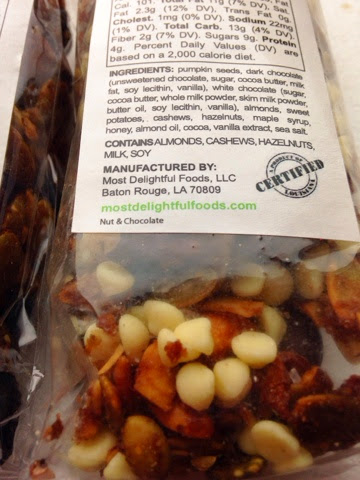 Cal. 101. Total Fat 11g (7% DV), Sat.
Fat 2.3g (12% DV), Trans Fat 0g,
Cholest. 1mg (0% DV), Sodium 22mg
(1% DV), Total Carb. 13g (4% DV),
Fiber 2g (7% DV), Sugars 9g, Protein
4g. Percent Daily Values (DV) are
based on a 2,000 calorie diet.
INGREDIENTS: pumpkin seeds, dark chocolate
(unsweetened chocolate, sugar, cocoa butter, milk
fat, soy lecithin, vanilla), white chocolate (sugar,
cocoa butter, whole milk powder, skim milk powder,
butter oil, soy lecithin, vanilla), almonds, sweet
potatoes, cashews, hazelnuts, maple syrup,
honey, almond oil, cocoa, vanilla extract, sea salt.
CONTAINS ALMONDS, CASHEWS, HAZELNUTS,
MILK, SOY
MANUFACTURED BY:
Most Delightful Foods, LLC
Baton Rouge, LA 70809
mostdelightfulfoods.com
Nut & Chocolate
A PRODUCT OF
CERTIFIED
LOUISIANA